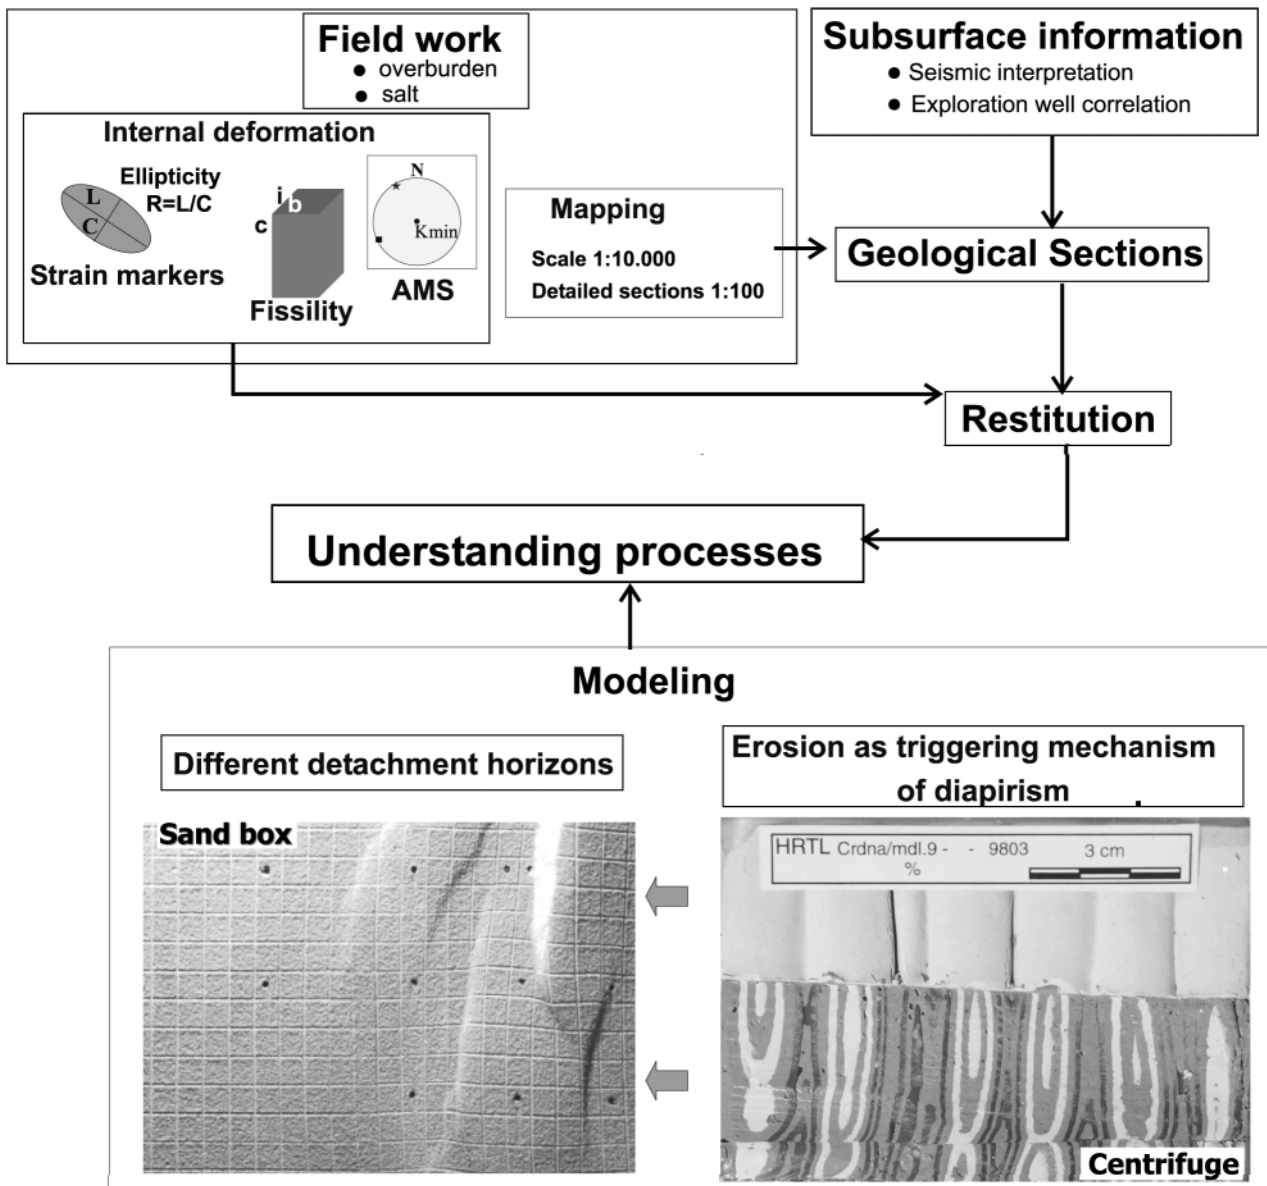 Field work
● overburden
● salt
Subsurface information
● Seismic interpretation
● Exploration well correlation
Internal deformation
Ellipticity
R=L/C
L
C
Strain markers
i
b
c
Fissility
N
Kmin
AMS
Mapping
Scale 1:10.000
Detailed sections 1:100
Geological Sections
Restitution
Understanding processes
Modeling
Different detachment horizons
Sand box
Erosion as triggering mechanism
of diapirism
HRTL Crdna/mdl.9 - - 9803
%
3 cm
Centrifuge